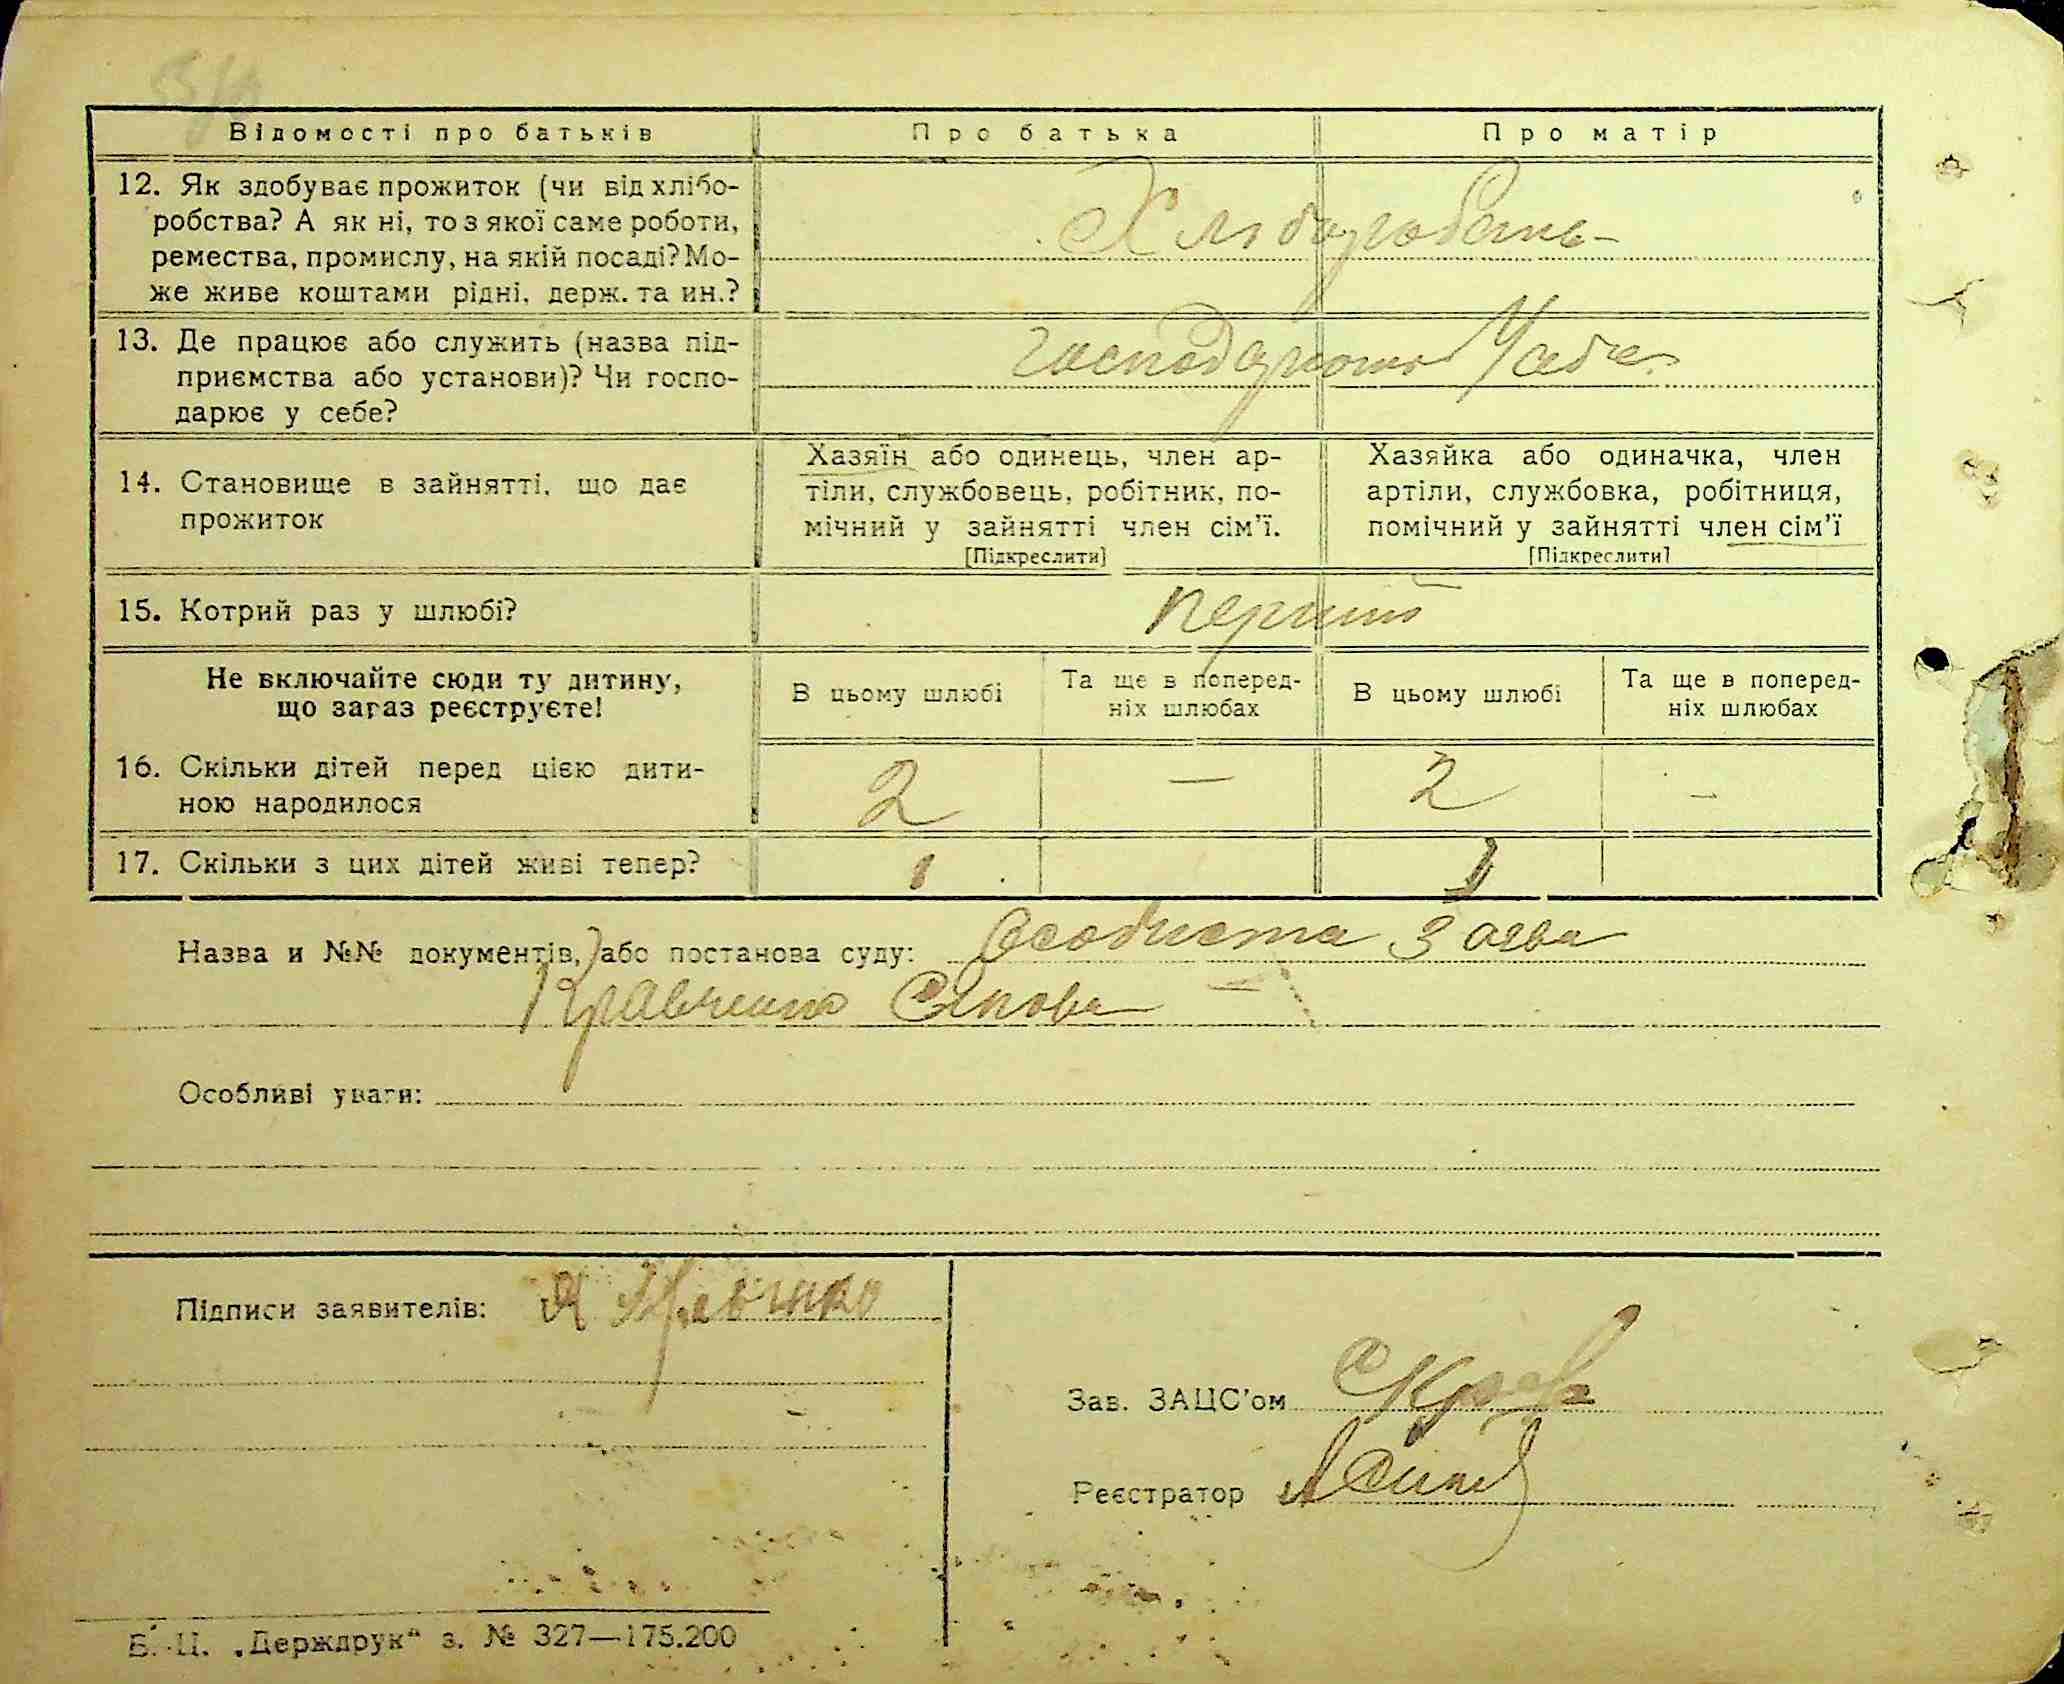 Відомості про батьків Про батька Про матір
12. Як здобуває прожиток (чи від хлібо-
робства? А як ні, то з якої саме роботи,
ремества, промислу, на якій посаді? Мо-
же живе коштами рідні, держ. та ин.?
Хліборобель
13. Де працює або служить (назва під-
приємства або установи)? Чи госпо-
дарює у себе?
господарюють У себе
14. Становище в зайнятті, що дає
прожиток
Хазяїн або одинець, член ар-
тіли, службовець, робітник, по-
мічний у зайнятті член сім’ї.
[Підкреслити]
Хазяйка або одиначка, член
артіли, службовка, робітниця,
помічний у зайнятті член сім’ї
[Підкреслити]
15. Котрий раз у шлюбі? перший
Не включайте сюди ту дитину,
що зараз реєструєте!
В цьому шлюбі
Та ще в поперед-
ніх шлюбах
В цьому шлюбі
Та ще в поперед-
ніх шлюбах
16. Скільки дітей перед цією дити-
ною народилося
2 — 2 —
17. Скільки з цих дітей живі тепер? 1 1
Назва и №№ документів, або постанова суду: Особиста Заява
Кравченко Якова
Особливі уваги:
Підписи заявителів: Я Кравчнко
Зав. ЗАЦС’ом
Реєстратор
Б. Ц. „Держдрук“ з. № 327—175.200